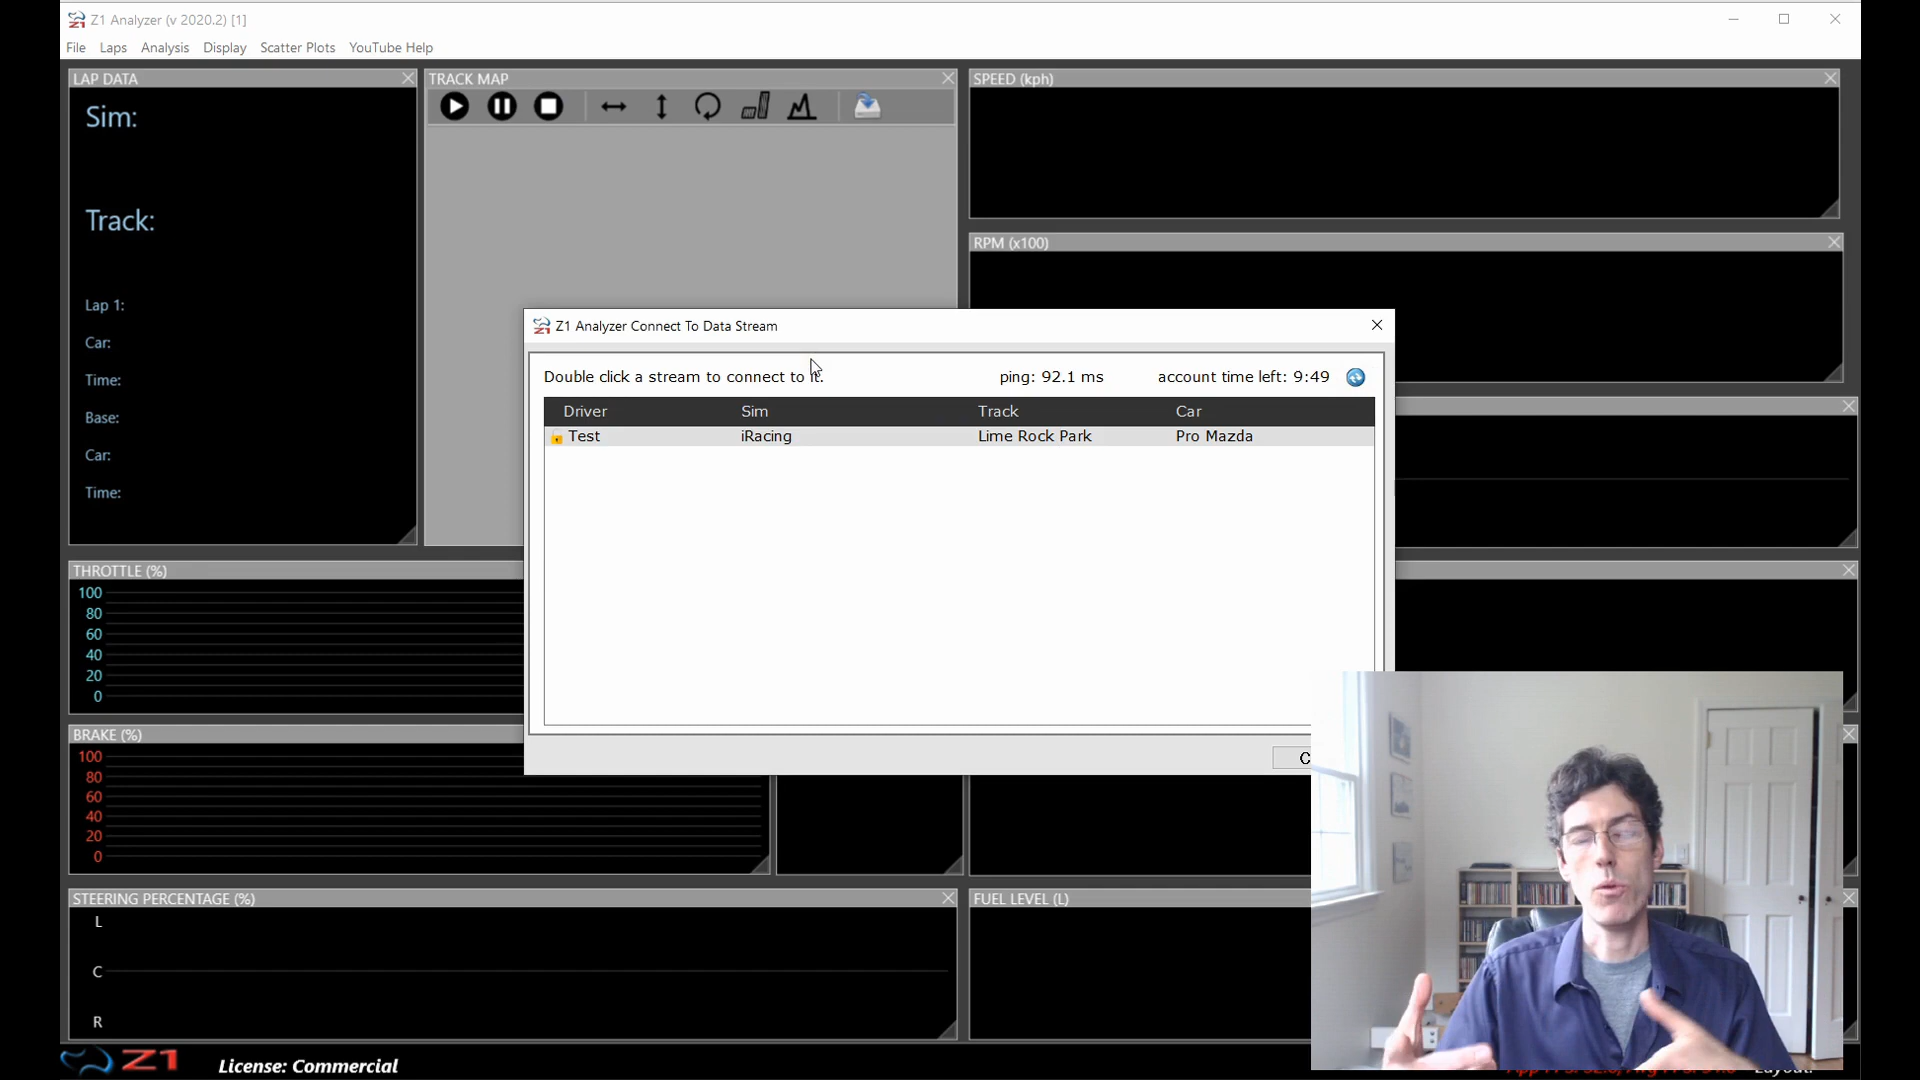 Z1 Analyzer (v 2020.2) [1]
File Laps Analysis Display Scatter Plots YouTube Help
LAP DATA
Sim:
Track:
Lap 1:
Car:
Time:
Base:
Car:
Time:
TRACK MAP
SPEED (kph)
RPM (x100)
Z1 Analyzer Connect To Data Stream
Double click a stream to connect to it. ping: 92.1 ms account time left: 9:49
Driver Sim Track Car
Test iRacing Lime Rock Park Pro Mazda
C
THROTTLE (%)
100
80
60
40
20
0
BRAKE (%)
100
80
60
40
20
0
STEERING PERCENTAGE (%)
L
C
R
FUEL LEVEL (L)
Z1 License: Commercial